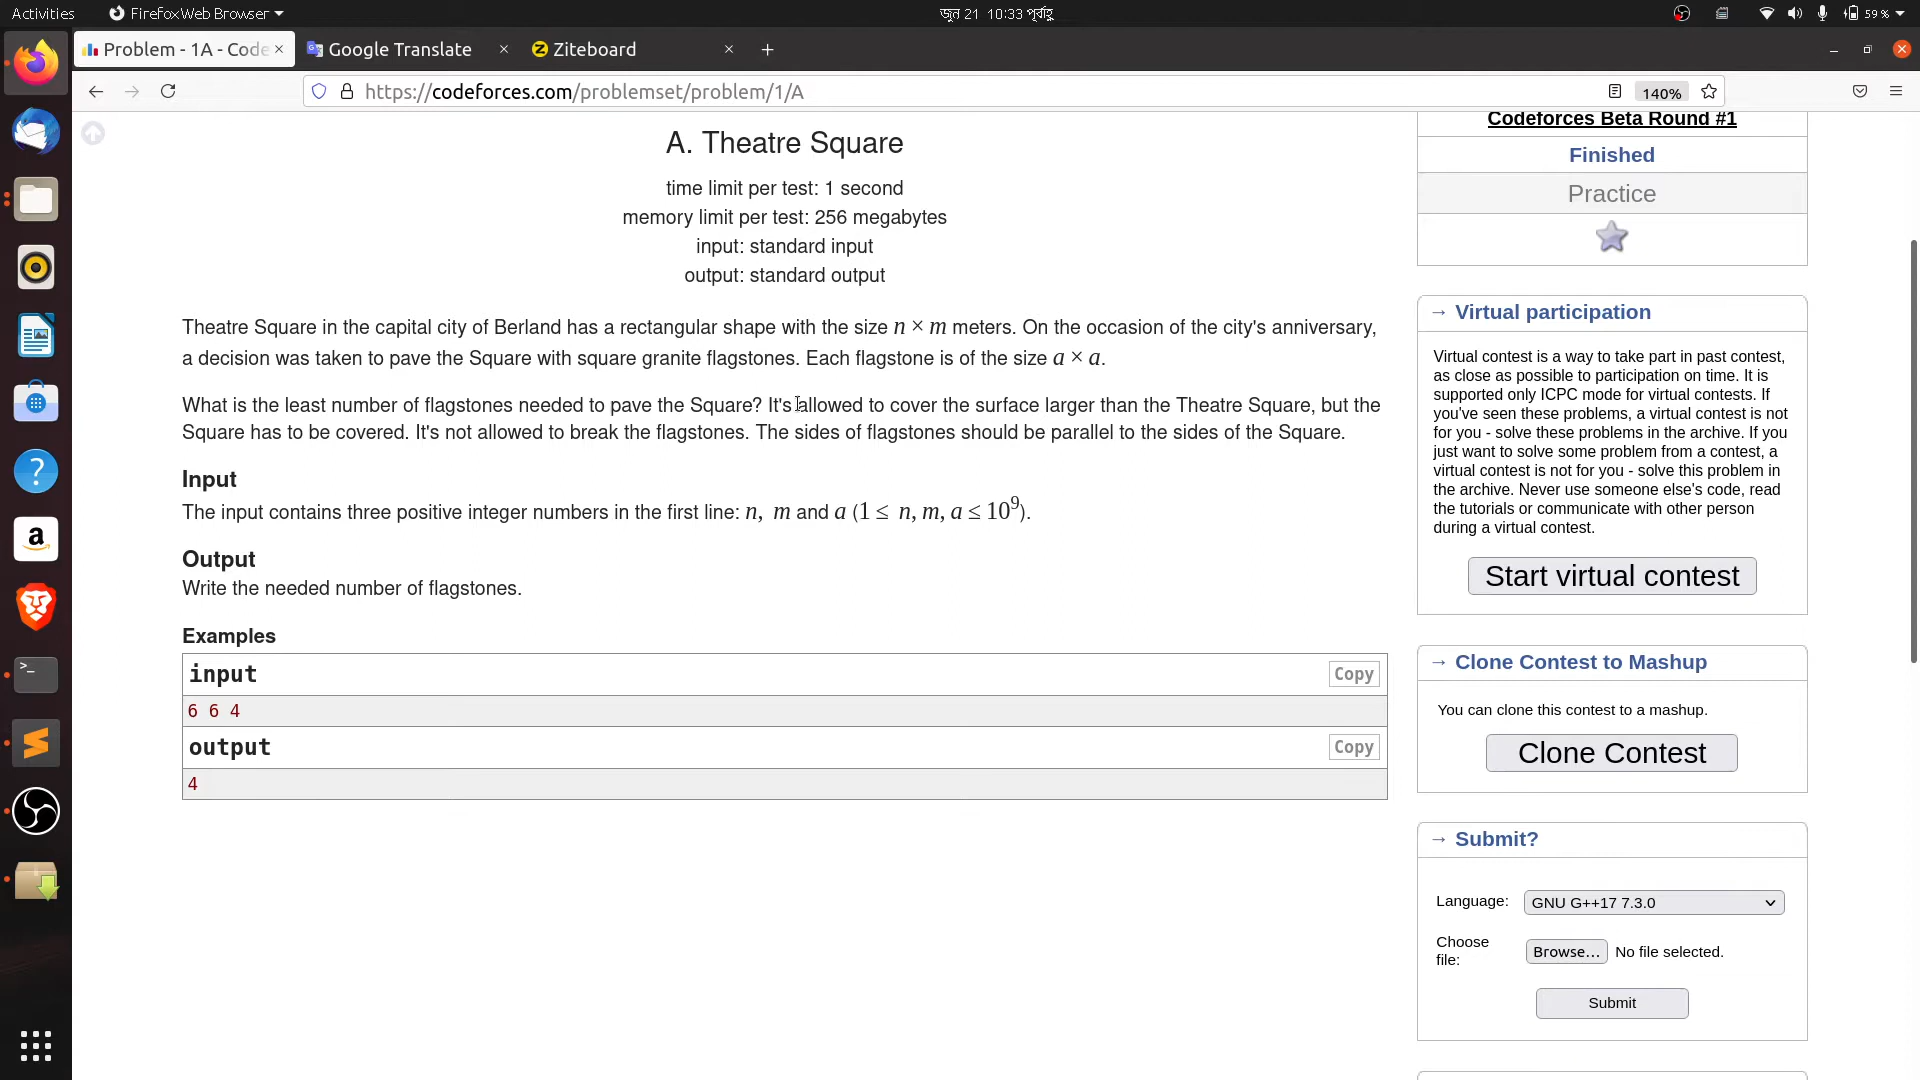 Activities
Firefox Web Browser
জুন 21 10:33 পূর্বাহ্ণ
59 %
Problem - 1A - Code
Google Translate
Ziteboard
https://codeforces.com/problemset/problem/1/A
140%
A. Theatre Square
time limit per test: 1 second
memory limit per test: 256 megabytes
input: standard input
output: standard output
Theatre Square in the capital city of Berland has a rectangular shape with the size n × m meters. On the occasion of the city's anniversary,
a decision was taken to pave the Square with square granite flagstones. Each flagstone is of the size a × a.
What is the least number of flagstones needed to pave the Square? It's allowed to cover the surface larger than the Theatre Square, but the
Square has to be covered. It's not allowed to break the flagstones. The sides of flagstones should be parallel to the sides of the Square.
Input
The input contains three positive integer numbers in the first line: n, m and a (1 ≤ n, m, a ≤ 10⁹).
Output
Write the needed number of flagstones.
Examples
input
Copy
6 6 4
output
Copy
4
Codeforces Beta Round #1
Finished
Practice
→ Virtual participation
Virtual contest is a way to take part in past contest,
as close as possible to participation on time. It is
supported only ICPC mode for virtual contests. If
you've seen these problems, a virtual contest is not
for you - solve these problems in the archive. If you
just want to solve some problem from a contest, a
virtual contest is not for you - solve this problem in
the archive. Never use someone else's code, read
the tutorials or communicate with other person
during a virtual contest.
Start virtual contest
→ Clone Contest to Mashup
You can clone this contest to a mashup.
Clone Contest
→ Submit?
Language:
GNU G++17 7.3.0
Choose
file:
Browse...
No file selected.
Submit